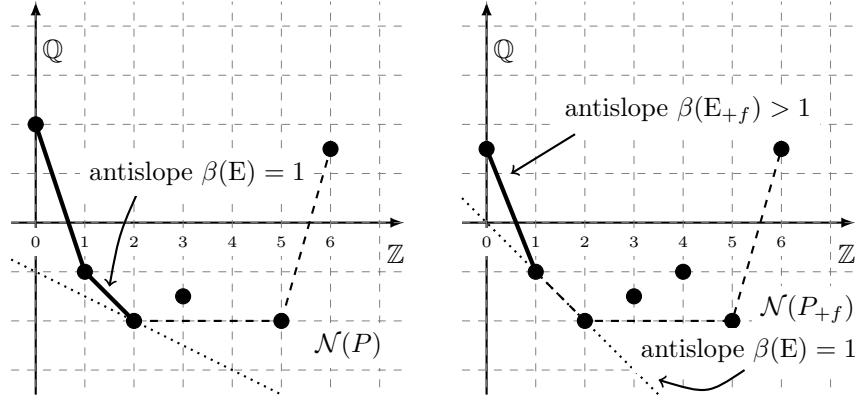 ℚ
antislope β(E) = 1
0 1 2 3 4 5 6
ℤ
𝒩(P)
ℚ
antislope β(E₊f) > 1
0 1 2 3 4 5 6
ℤ
𝒩(P₊f)
antislope β(E) = 1